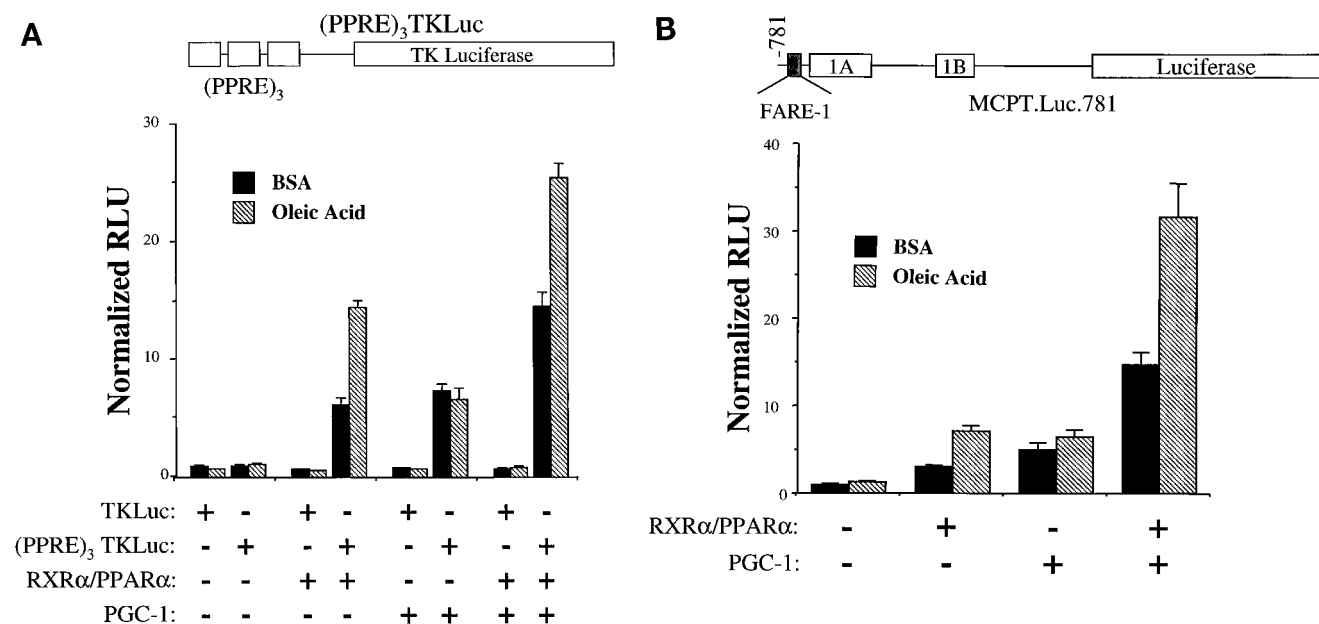 A
(PPRE)3TKLuc
TK Luciferase
(PPRE)3
30
20
10
0
Normalized RLU
BSA
Oleic Acid
TKLuc: + - + - + - + -
(PPRE)3 TKLuc: - + - + - + - +
RXRα/PPARα: - - + + - - + +
PGC-1: - - - - + + + +
B
-781
1A 1B Luciferase
FARE-1
MCPT.Luc.781
40
30
20
10
0
Normalized RLU
BSA
Oleic Acid
RXRα/PPARα: - + - +
PGC-1: - - + +